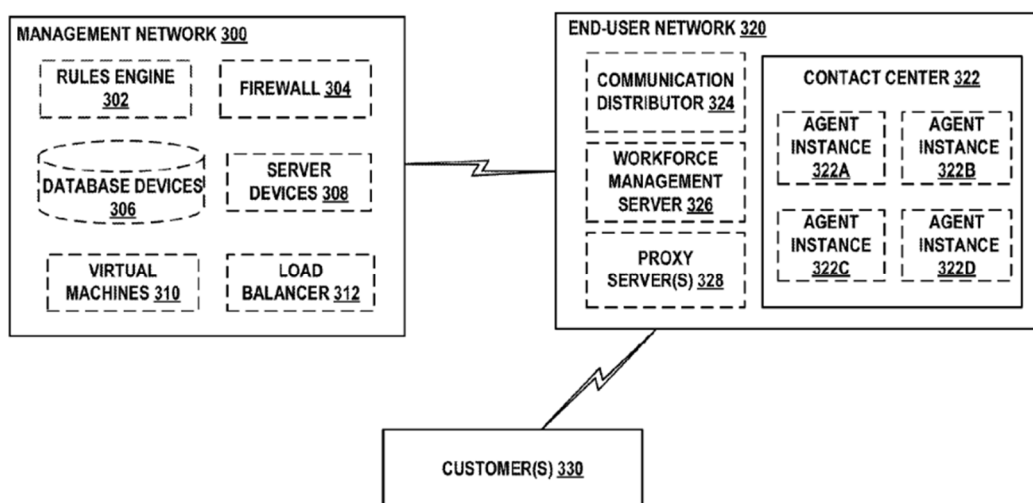 MANAGEMENT NETWORK 300
RULES ENGINE
302
FIREWALL 304
DATABASE DEVICES
306
SERVER
DEVICES 308
VIRTUAL
MACHINES 310
LOAD
BALANCER 312
END-USER NETWORK 320
COMMUNICATION
DISTRIBUTOR 324
WORKFORCE
MANAGEMENT
SERVER 326
PROXY
SERVER(S) 328
CONTACT CENTER 322
AGENT
INSTANCE
322A
AGENT
INSTANCE
322B
AGENT
INSTANCE
322C
AGENT
INSTANCE
322D
CUSTOMER(S) 330